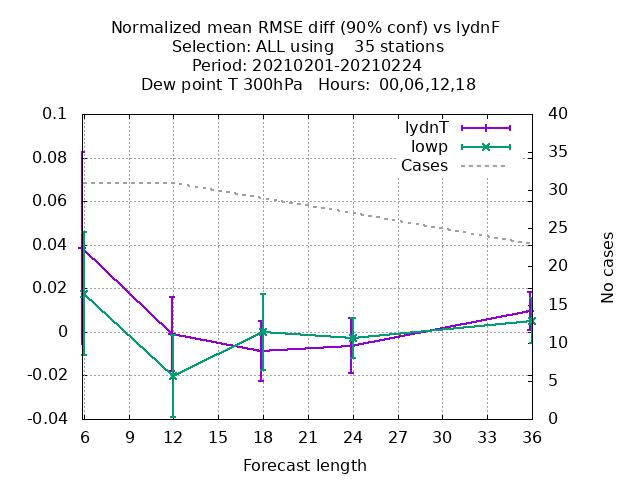 Normalized mean RMSE diff (90% conf) vs lydnF
Selection: ALL using 35 stations
Period: 20210201-20210224
Dew point T 300hPa Hours: 00,06,12,18
0.1 40
lydnT
lowp
Cases
0.08 35
0.06 30
25
0.04
20
0.02 15
0 10
-0.02 5
-0.04 0
No cases
6 9 12 15 18 21 24 27 30 33 36
Forecast length